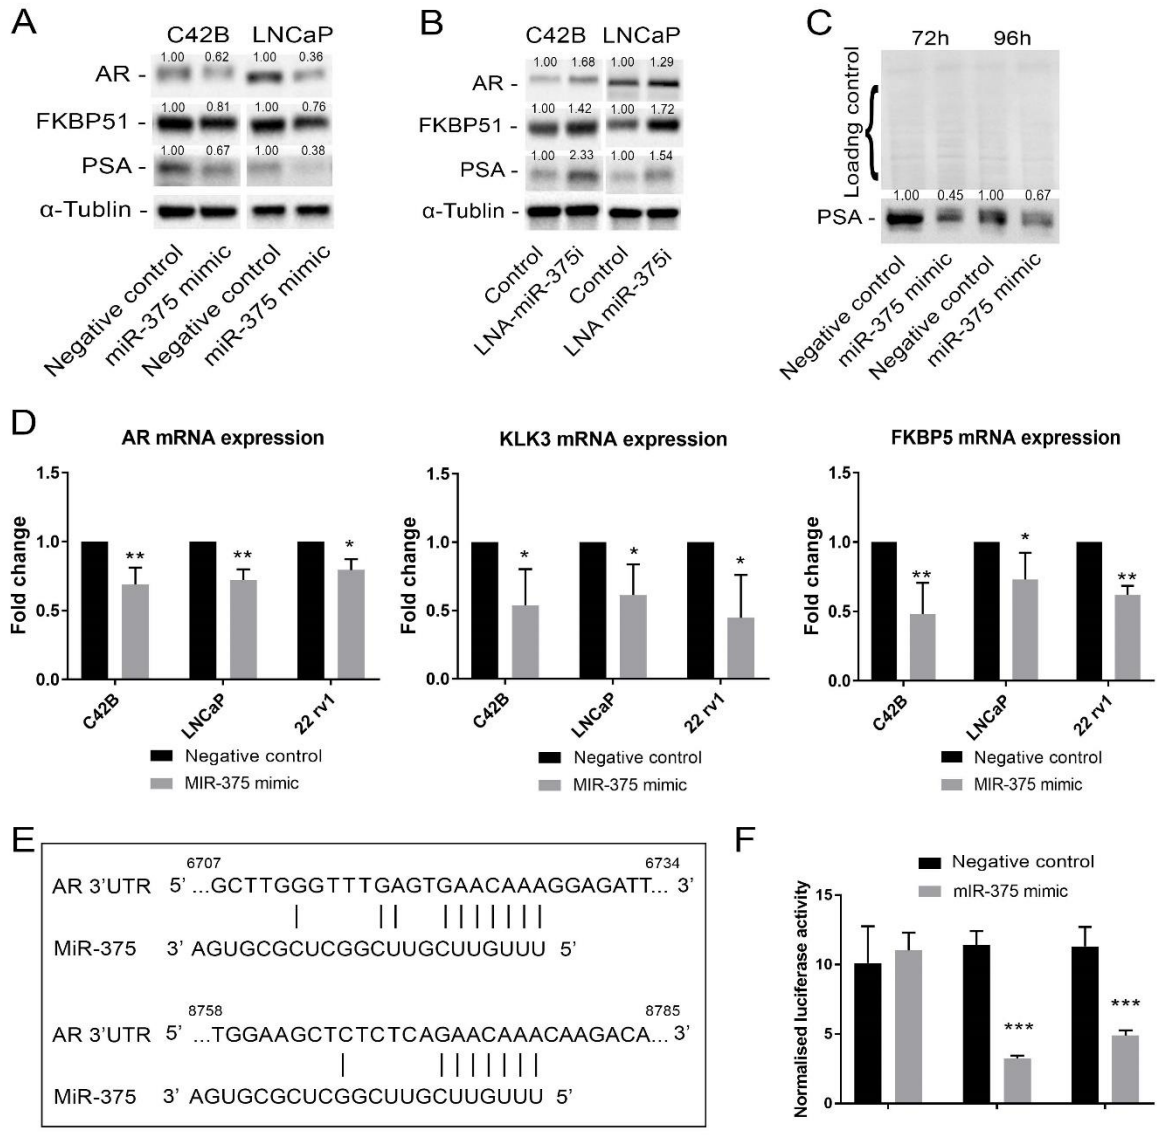 A
C42B LNCaP
1.00 0.62 1.00 0.36
AR -
1.00 0.81 1.00 0.76
FKBP51 -
1.00 0.67 1.00 0.38
PSA -
α-Tublin -
Negative control
miR-375 mimic
Negative control
miR-375 mimic
B
C42B LNCaP
1.00 1.68 1.00 1.29
AR -
1.00 1.42 1.00 1.72
FKBP51 -
1.00 2.33 1.00 1.54
PSA -
α-Tublin -
Control
LNA-miR-375i
Control
LNA miR-375i
C
72h 96h
Loadng control
1.00 0.45 1.00 0.67
PSA -
Negative control
miR-375 mimic
Negative control
miR-375 mimic
D
AR mRNA expression
Fold change
1.5
1.0
0.5
0.0
** ** *
C42B
LNCaP
22 rv1
Negative control
MIR-375 mimic
KLK3 mRNA expression
Fold change
1.5
1.0
0.5
0.0
* * *
C42B
LNCaP
22 rv1
Negative control
MIR-375 mimic
FKBP5 mRNA expression
Fold change
1.5
1.0
0.5
0.0
** * **
C42B
LNCaP
22 rv1
Negative control
MIR-375 mimic
E
6707 6734
AR 3’UTR 5’ ...GCTTGGGTTTGAGTGAACAAAGGAGATT... 3’
MiR-375 3’ AGUGCGCUCGGCUUGCUUGUUU 5’
8758 8785
AR 3’UTR 5’ ...TGGAAGCTCTCTCAGAACAAACAAGACA... 3’
MiR-375 3’ AGUGCGCUCGGCUUGCUUGUUU 5’
F
Negative control
mIR-375 mimic
Normalised luciferase activity
15
10
5
0
*** ***